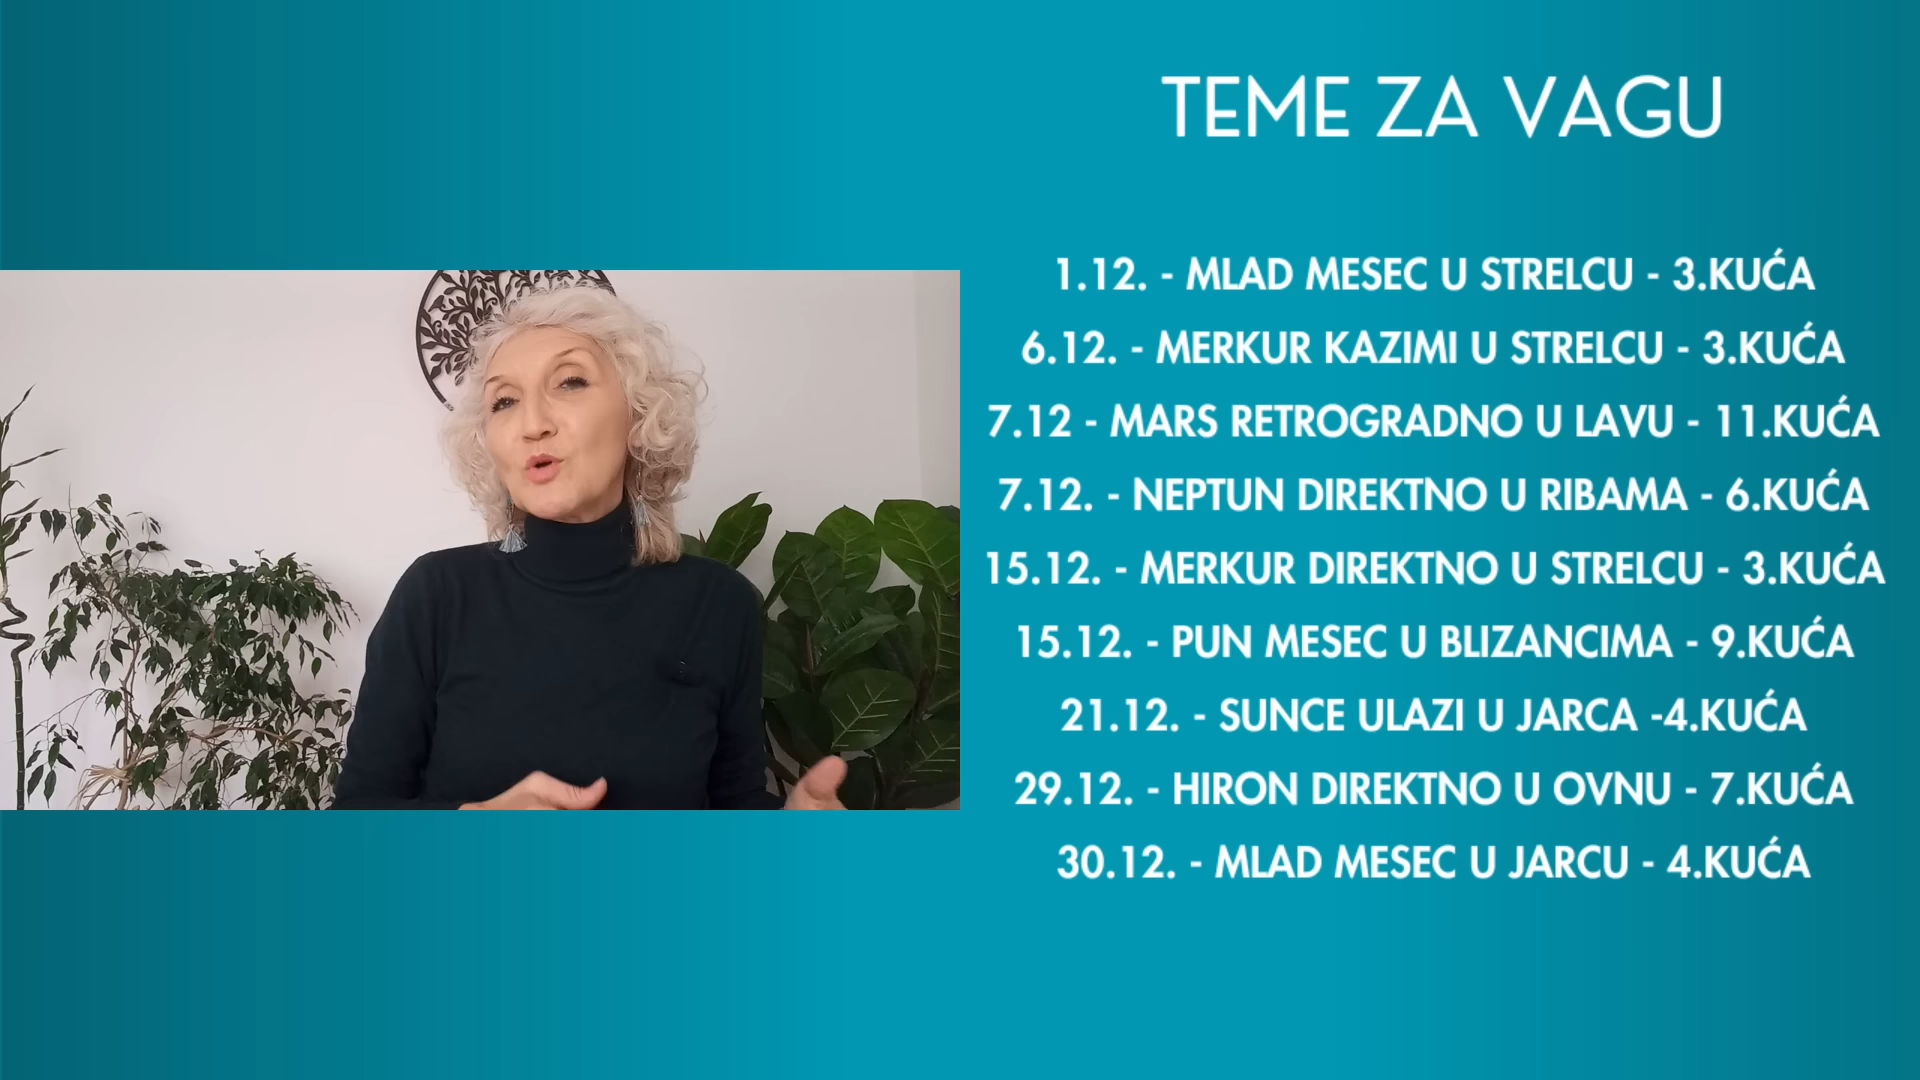 TEME ZA VAGU
1.12. - MLAD MESEC U STRELCU - 3.KUĆA
6.12. - MERKUR KAZIMI U STRELCU - 3.KUĆA
7.12 - MARS RETROGRADNO U LAVU - 11.KUĆA
7.12. - NEPTUN DIREKTNO U RIBAMA - 6.KUĆA
15.12. - MERKUR DIREKTNO U STRELCU - 3.KUĆA
15.12. - PUN MESEC U BLIZANCIMA - 9.KUĆA
21.12. - SUNCE ULAZI U JARCA -4.KUĆA
29.12. - HIRON DIREKTNO U OVNU - 7.KUĆA
30.12. - MLAD MESEC U JARCU - 4.KUĆA